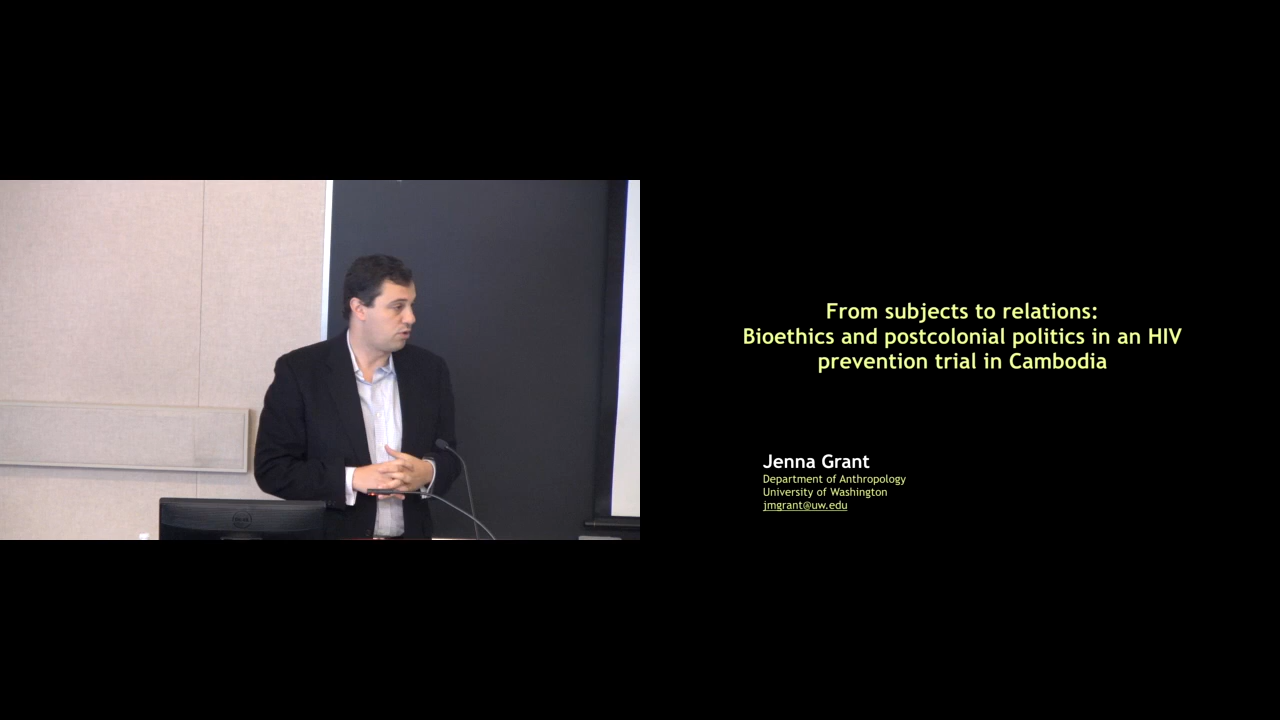 From subjects to relations:
Bioethics and postcolonial politics in an HIV
prevention trial in Cambodia
Jenna Grant
Department of Anthropology
University of Washington
jmgrant@uw.edu